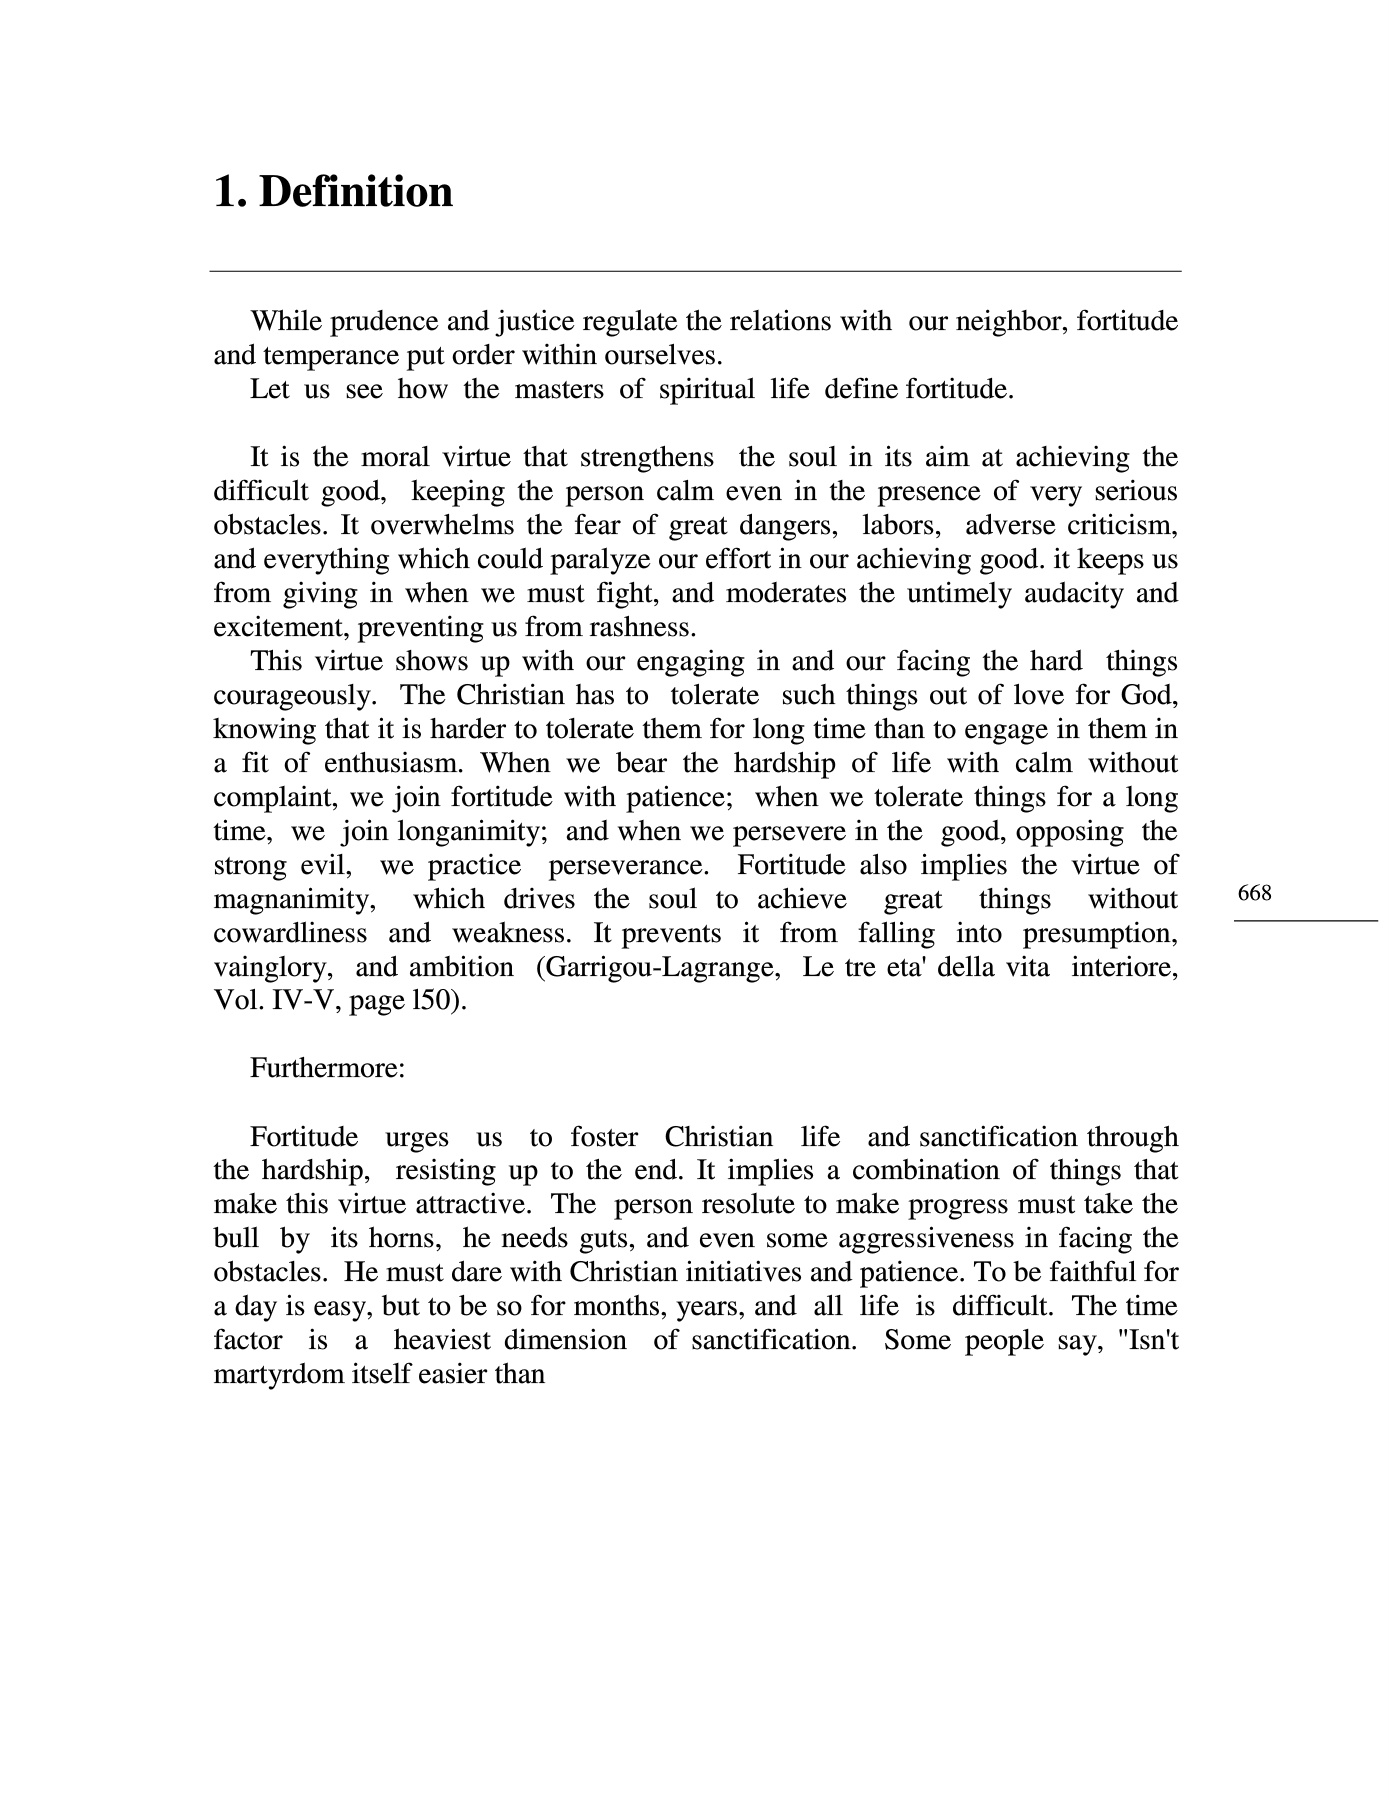 1. Definition
While prudence and justice regulate the relations with our neighbor, fortitude
and temperance put order within ourselves.
Let us see how the masters of spiritual life define fortitude.
It is the moral virtue that strengthens the soul in its aim at achieving the
difficult good, keeping the person calm even in the presence of very serious
obstacles. It overwhelms the fear of great dangers, labors, adverse criticism,
and everything which could paralyze our effort in our achieving good. it keeps us
from giving in when we must fight, and moderates the untimely audacity and
excitement, preventing us from rashness.
This virtue shows up with our engaging in and our facing the hard things
courageously. The Christian has to tolerate such things out of love for God,
knowing that it is harder to tolerate them for long time than to engage in them in
a fit of enthusiasm. When we bear the hardship of life with calm without
complaint, we join fortitude with patience; when we tolerate things for a long
time, we join longanimity; and when we persevere in the good, opposing the
strong evil, we practice perseverance. Fortitude also implies the virtue of
magnanimity, which drives the soul to achieve great things without
cowardliness and weakness. It prevents it from falling into presumption,
vainglory, and ambition (Garrigou-Lagrange, Le tre eta' della vita interiore,
Vol. IV-V, page l50).
668
Furthermore:
Fortitude urges us to foster Christian life and sanctification through
the hardship, resisting up to the end. It implies a combination of things that
make this virtue attractive. The person resolute to make progress must take the
bull by its horns, he needs guts, and even some aggressiveness in facing the
obstacles. He must dare with Christian initiatives and patience. To be faithful for
a day is easy, but to be so for months, years, and all life is difficult. The time
factor is a heaviest dimension of sanctification. Some people say, "Isn't
martyrdom itself easier than